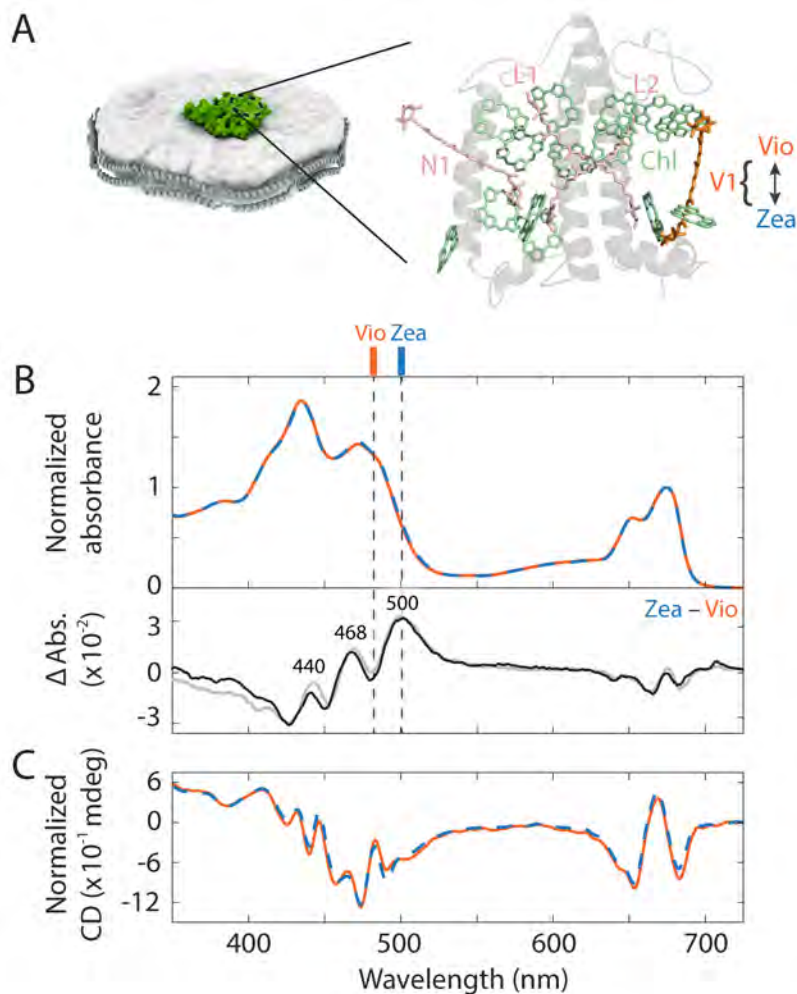 A
L1
L2
N1
Chl
V1
Vio
Zea
Vio Zea
B
Normalized
absorbance
2
1
0
Δ Abs.
(x10⁻²)
3
0
-3
440
468
500
Zea – Vio
C
Normalized
CD (x10⁻¹ mdeg)
6
0
-6
-12
400 500 600 700
Wavelength (nm)